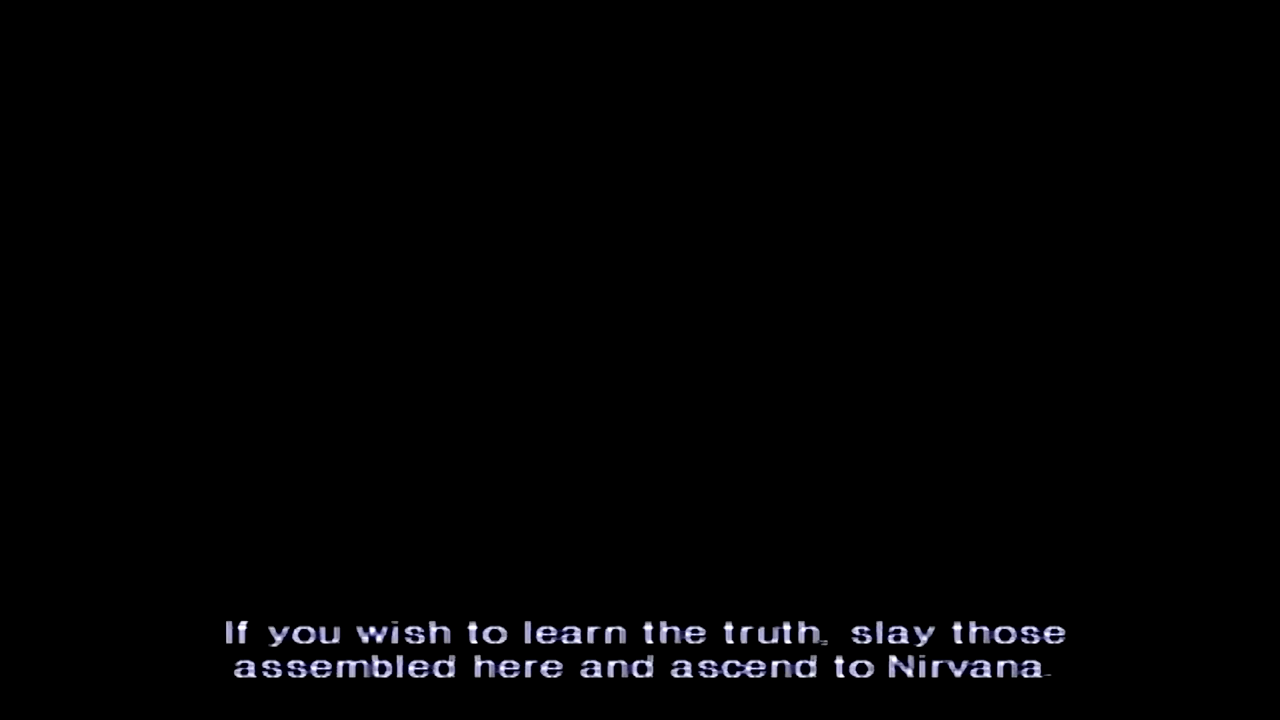 If you wish to learn the truth, slay those
assembled here and ascend to Nirvana.